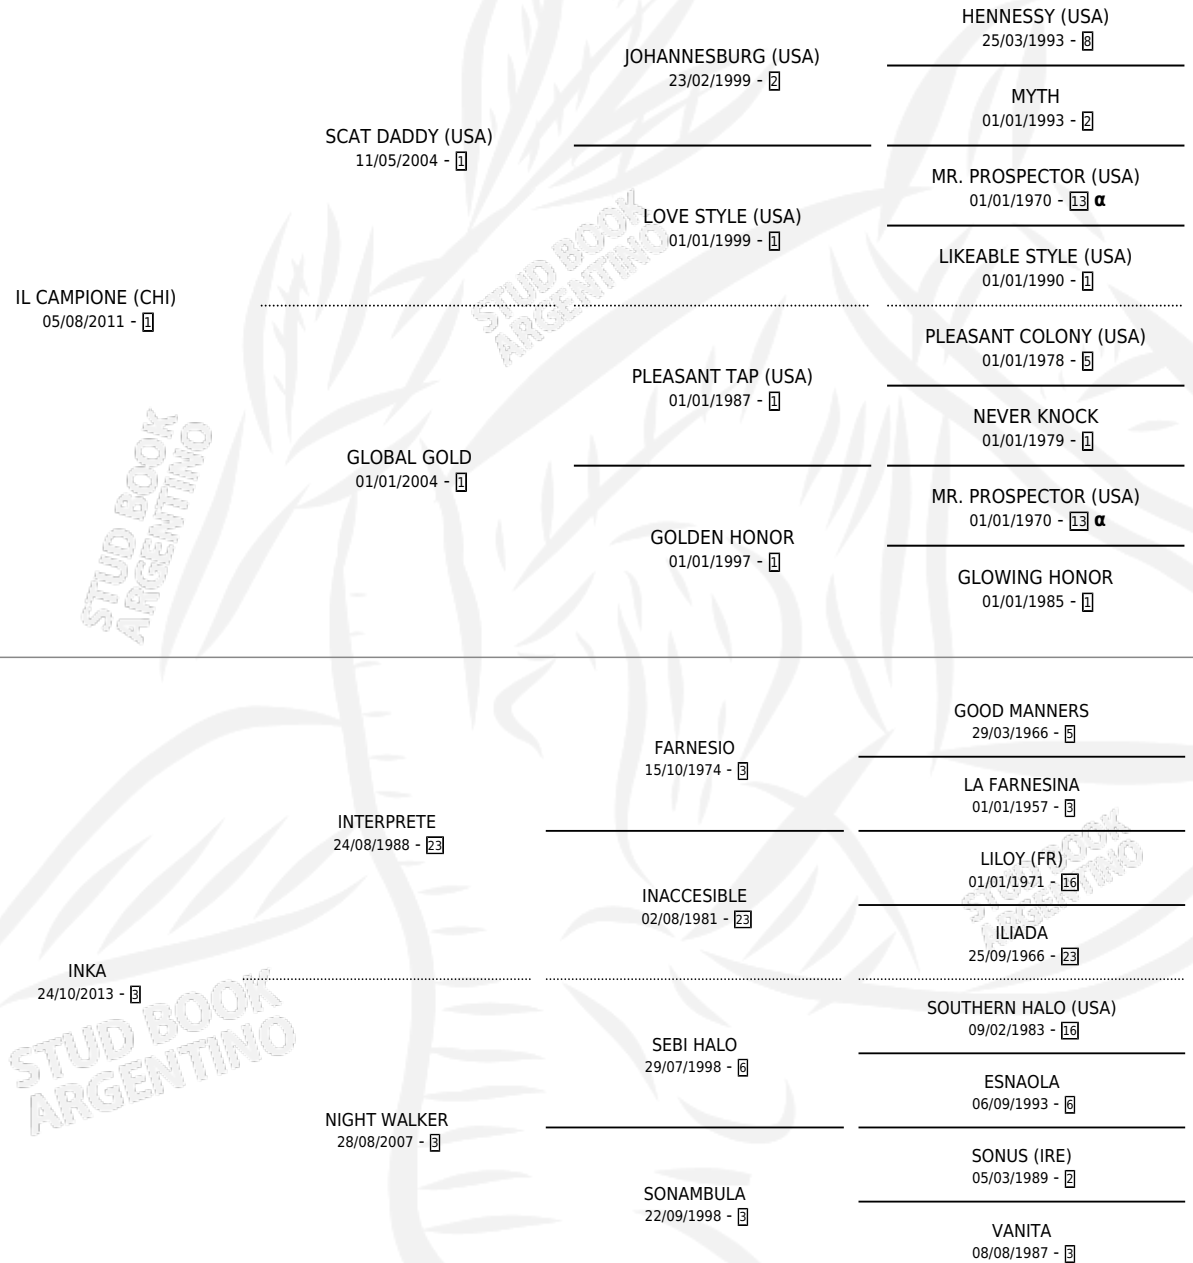 HENNESSY (USA)
25/03/1993 - 8
JOHANNESBURG (USA)
23/02/1999 - 2
MYTH
01/01/1993 - 2
SCAT DADDY (USA)
11/05/2004 - 1
MR. PROSPECTOR (USA)
01/01/1970 - 13 α
LOVE STYLE (USA)
01/01/1999 - 1
LIKEABLE STYLE (USA)
01/01/1990 - 1
IL CAMPIONE (CHI)
05/08/2011 - 1
PLEASANT COLONY (USA)
01/01/1978 - 5
PLEASANT TAP (USA)
01/01/1987 - 1
NEVER KNOCK
01/01/1979 - 1
GLOBAL GOLD
01/01/2004 - 1
MR. PROSPECTOR (USA)
01/01/1970 - 13 α
GOLDEN HONOR
01/01/1997 - 1
GLOWING HONOR
01/01/1985 - 1
GOOD MANNERS
29/03/1966 - 5
FARNESIO
15/10/1974 - 3
LA FARNESINA
01/01/1957 - 3
INTERPRETE
24/08/1988 - 23
LILOY (FR)
01/01/1971 - 16
INACCESIBLE
02/08/1981 - 23
ILIADA
25/09/1966 - 23
INKA
24/10/2013 - 3
SOUTHERN HALO (USA)
09/02/1983 - 16
SEBI HALO
29/07/1998 - 6
ESNAOLA
06/09/1993 - 6
NIGHT WALKER
28/08/2007 - 3
SONUS (IRE)
05/03/1989 - 2
SONAMBULA
22/09/1998 - 3
VANITA
08/08/1987 - 3
STUD BOOK
ARGENTINO
STUD BOOK
ARGENTINO
STUD BOOK
ARGENTINO
STUD BOOK
ARGENTINO